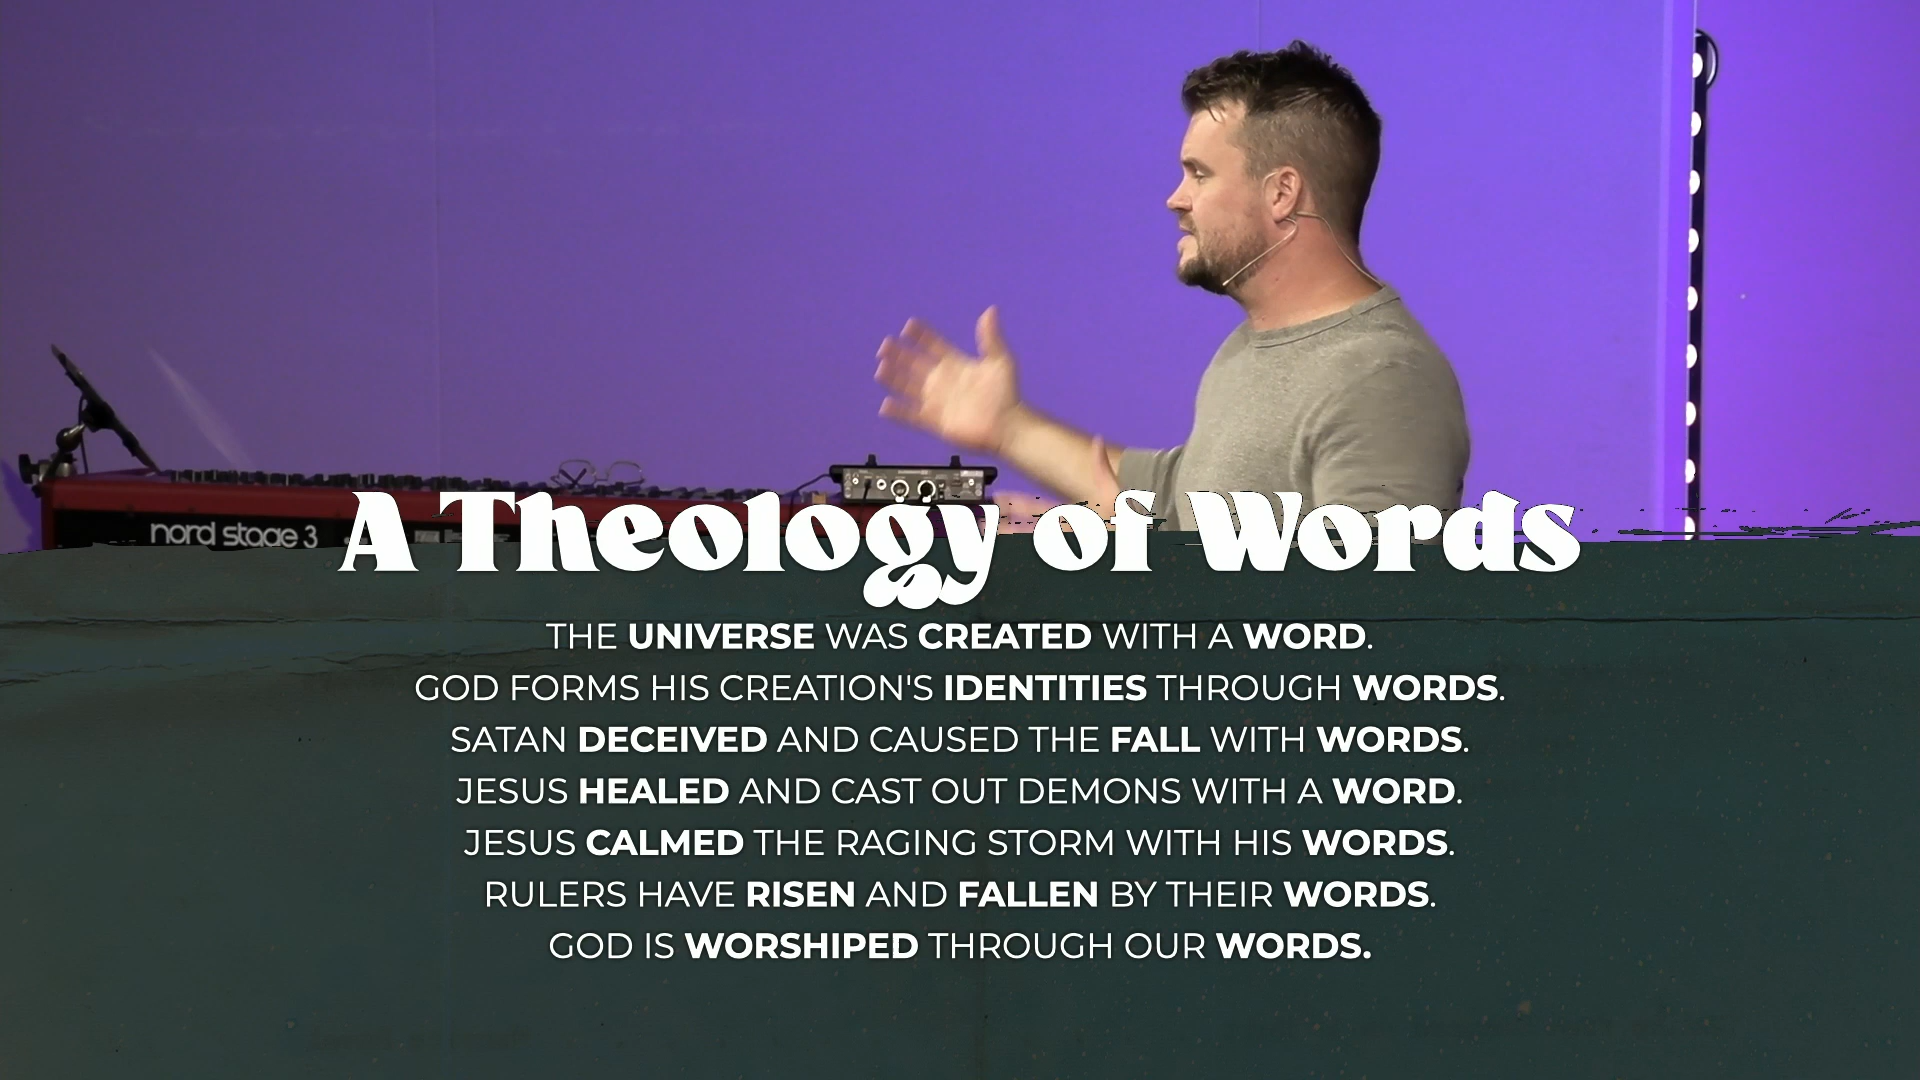 nord stage 3
A Theology of Words
THE UNIVERSE WAS CREATED WITH A WORD.
GOD FORMS HIS CREATION'S IDENTITIES THROUGH WORDS.
SATAN DECEIVED AND CAUSED THE FALL WITH WORDS.
JESUS HEALED AND CAST OUT DEMONS WITH A WORD.
JESUS CALMED THE RAGING STORM WITH HIS WORDS.
RULERS HAVE RISEN AND FALLEN BY THEIR WORDS.
GOD IS WORSHIPED THROUGH OUR WORDS.